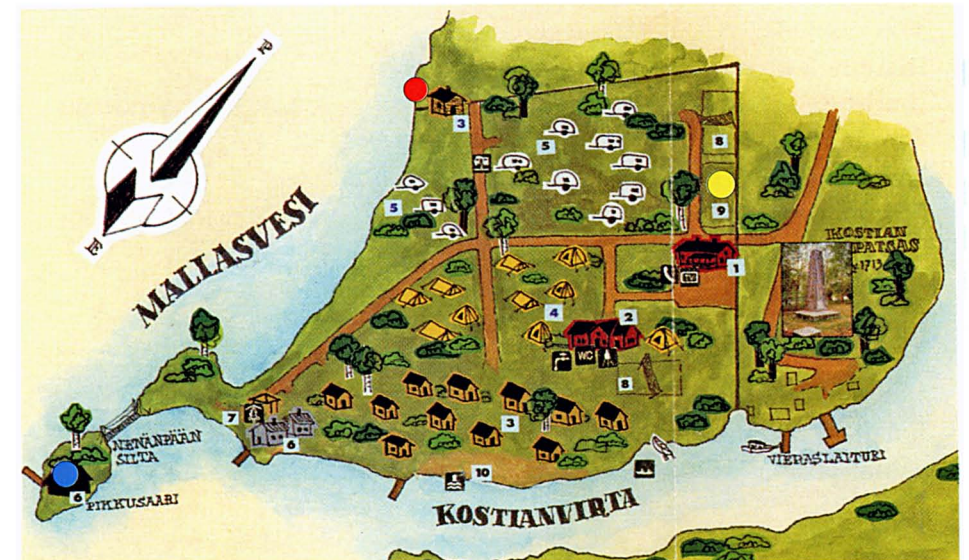 P
3
5
8
MALLASVESI
5
9
E
KOSTIAN
PATSAS
1713
1
4
2
WC
8
7
6
3
NENÄNPÄÄN
SILTA
VIERASLAITURI
10
6
PIKKUSAARI
KOSTIANVIRTA